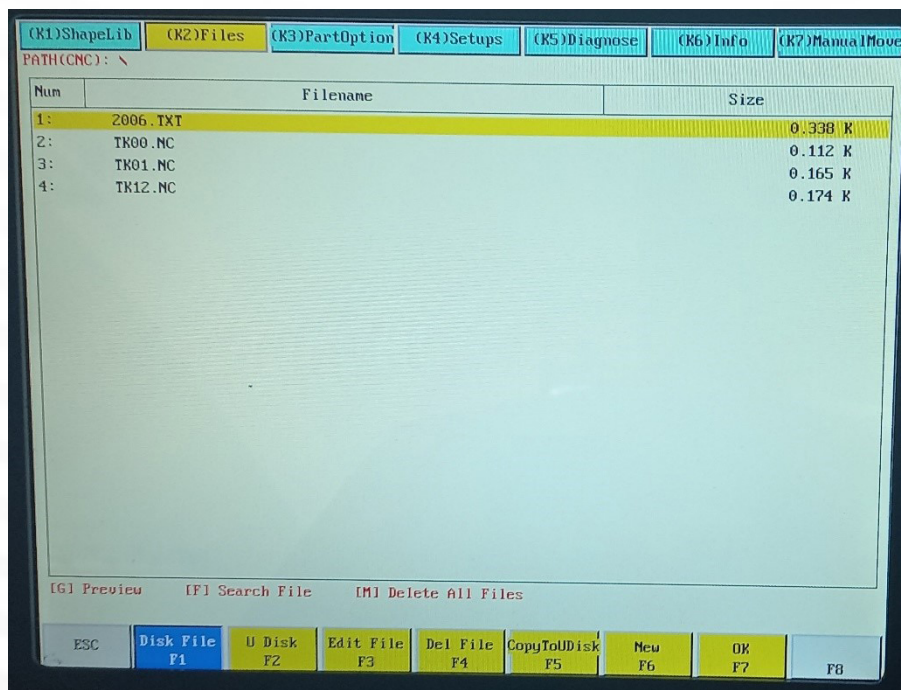 (K1)ShapeLib (K2)Files (K3)PartOption (K4)Setups (K5)Diagnose (K6)Info (K7)ManualMove
PATH(CNC): \
Num Filename Size
1: 2006.TXT 0.338 K
2: TK00.NC 0.112 K
3: TK01.NC 0.165 K
4: TK12.NC 0.174 K
[G] Preview [F] Search File [M] Delete All Files
ESC Disk File U Disk Edit File Del File CopyToUDisk New OK
F1 F2 F3 F4 F5 F6 F7 F8